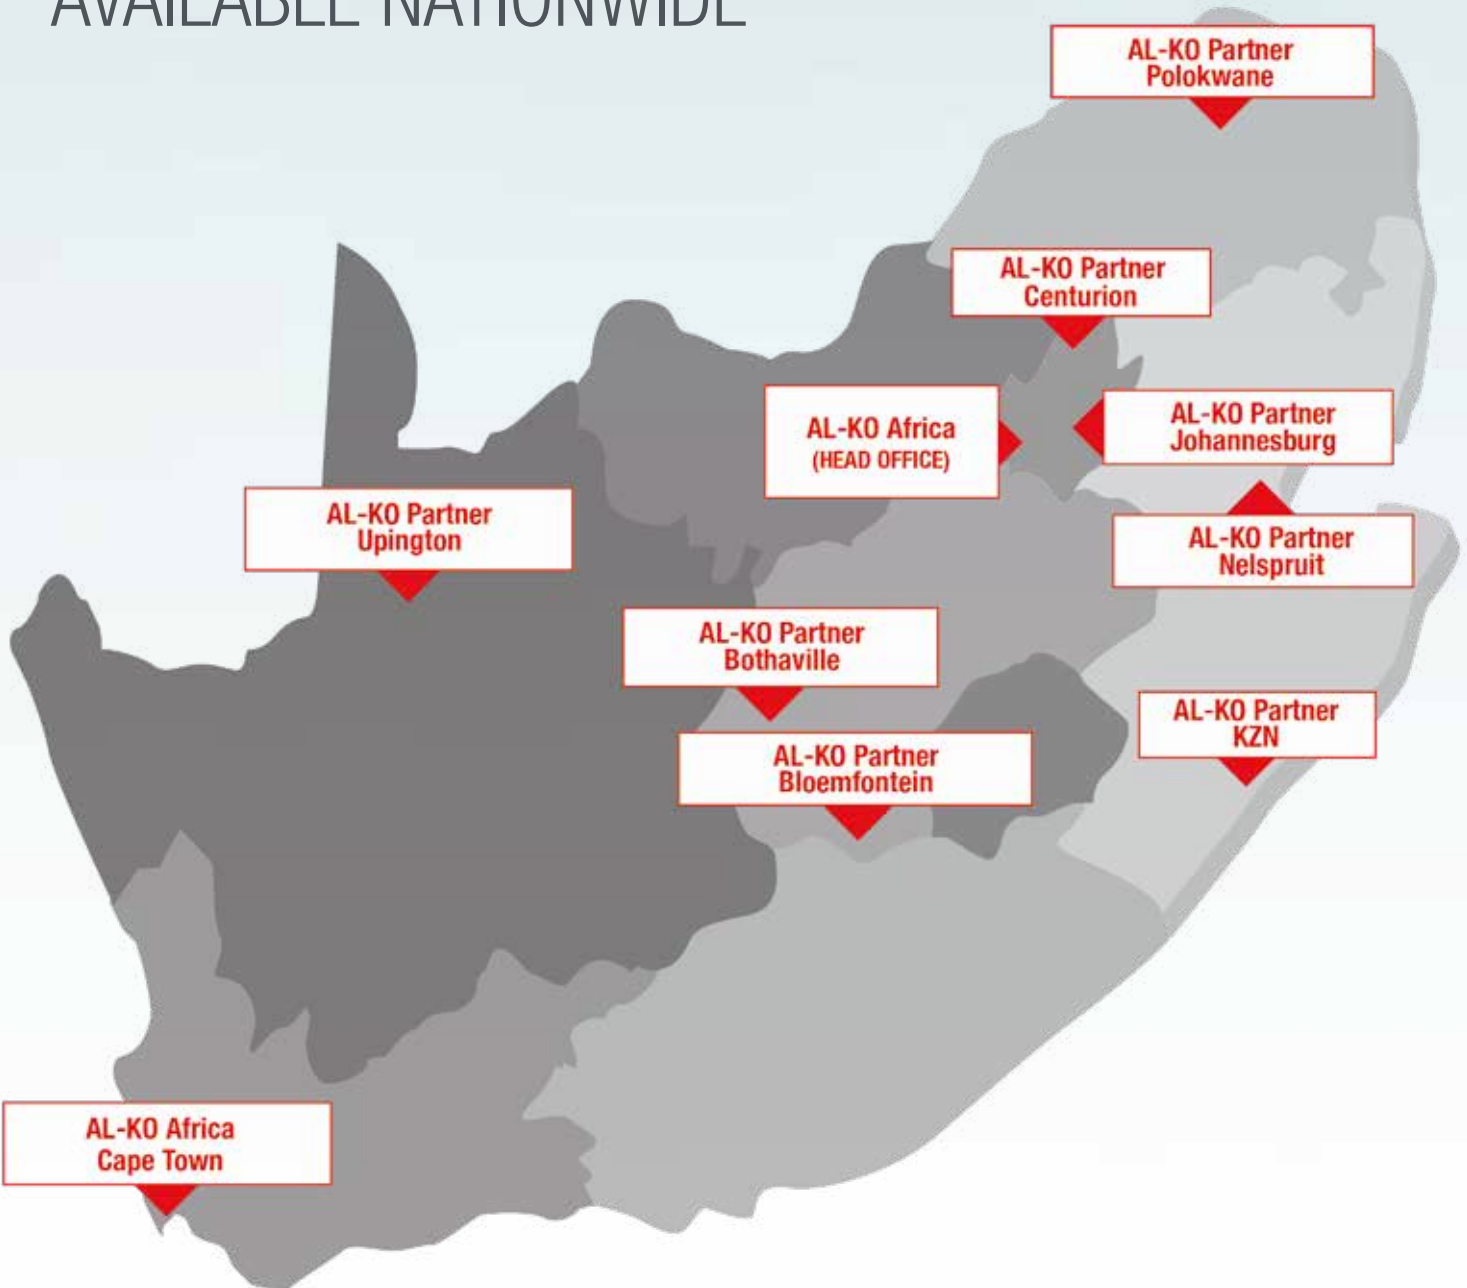 AVAILABLE NATIONWIDE
AL-KO Partner
Polokwane
AL-KO Partner
Centurion
AL-KO Africa
(HEAD OFFICE)
AL-KO Partner
Johannesburg
AL-KO Partner
Upington
AL-KO Partner
Nelspruit
AL-KO Partner
Bothaville
AL-KO Partner
KZN
AL-KO Partner
Bloemfontein
AL-KO Africa
Cape Town